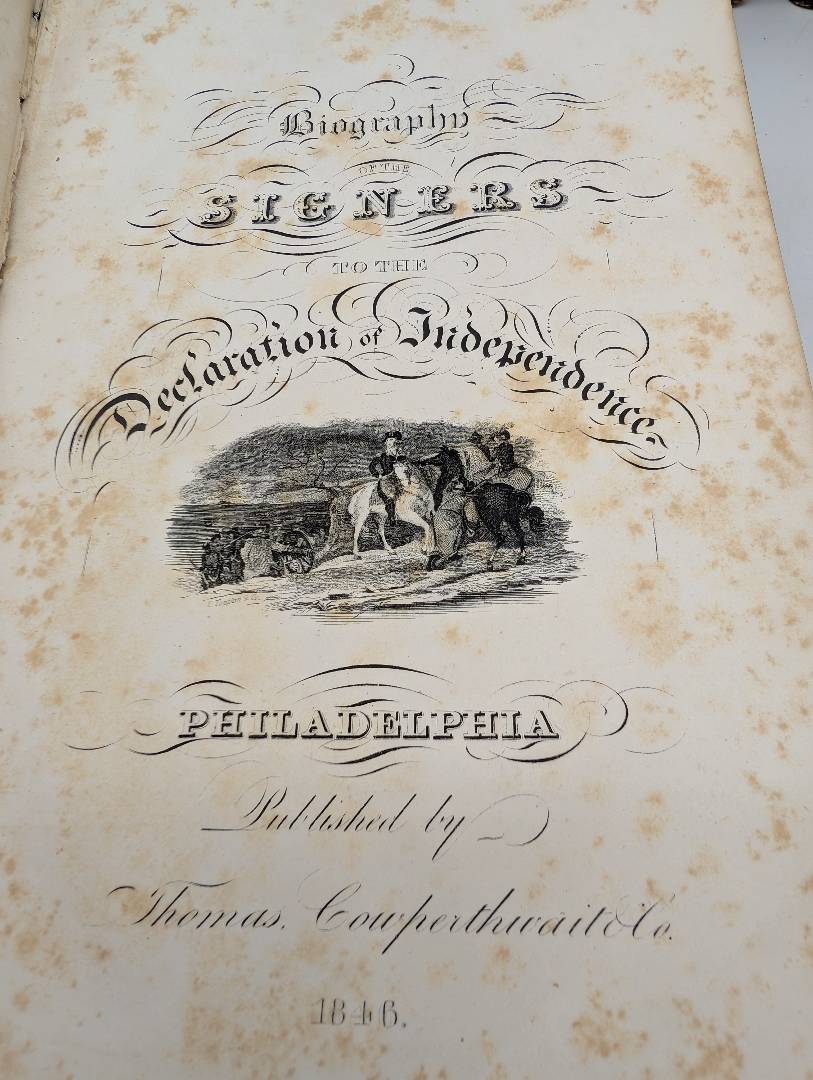 Biography
OF THE
SIGNERS
TO THE
Declaration of Independence
PHILADELPHIA
Published by
Thomas, Cowperthwait & Co.
1846.